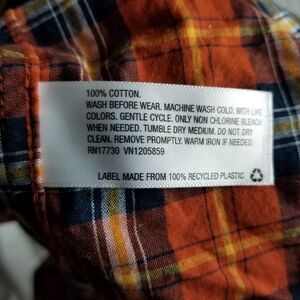 100% COTTON.
WASH BEFORE WEAR. MACHINE WASH COLD. WITH LIKE
COLORS. GENTLE CYCLE. ONLY NON CHLORINE BLEACH
WHEN NEEDED. TUMBLE DRY MEDIUM. DO NOT DRY
CLEAN. REMOVE PROMPTLY. WARM IRON IF NEEDED.
RN17730 VN1205859
LABEL MADE FROM 100% RECYCLED PLASTIC